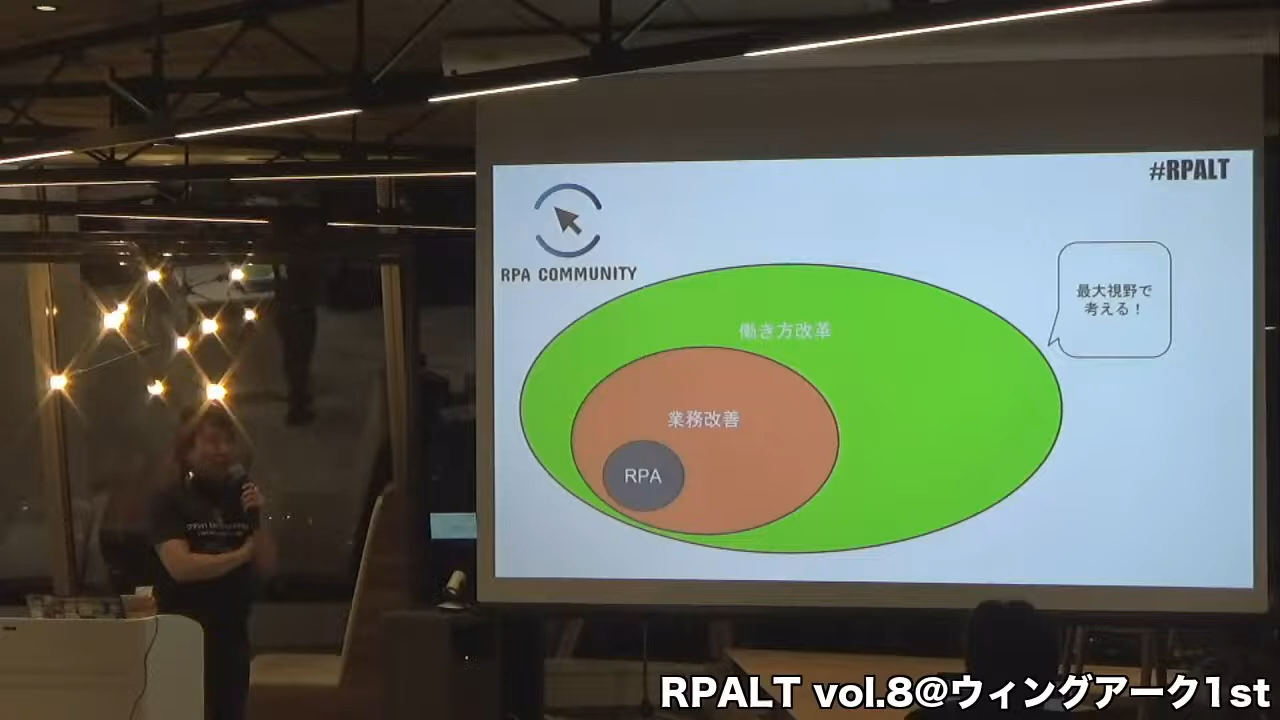 #RPALT
RPA COMMUNITY
最大視野で
考える！
働き方改革
業務改善
RPA
RPALT vol.8@ウィングアーク1st